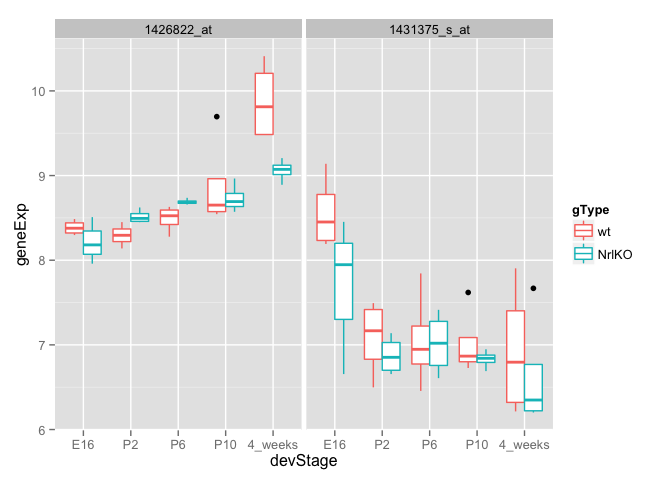 1426822_at 1431375_s_at
10
9
8
7
6
geneExp
E16 P2 P6 P10 4_weeks E16 P2 P6 P10 4_weeks
devStage
gType
wt
NrlKO